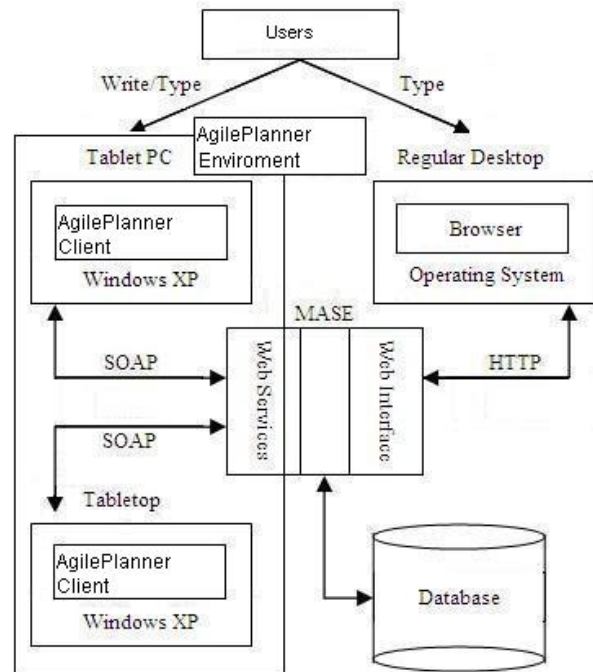 Users
Write/Type
Type
AgilePlanner
Enviroment
Tablet PC
Regular Desktop
AgilePlanner
Client
Windows XP
Browser
Operating System
MASE
SOAP
Web Services
Web Interface
HTTP
SOAP
Tabletop
AgilePlanner
Client
Windows XP
Database